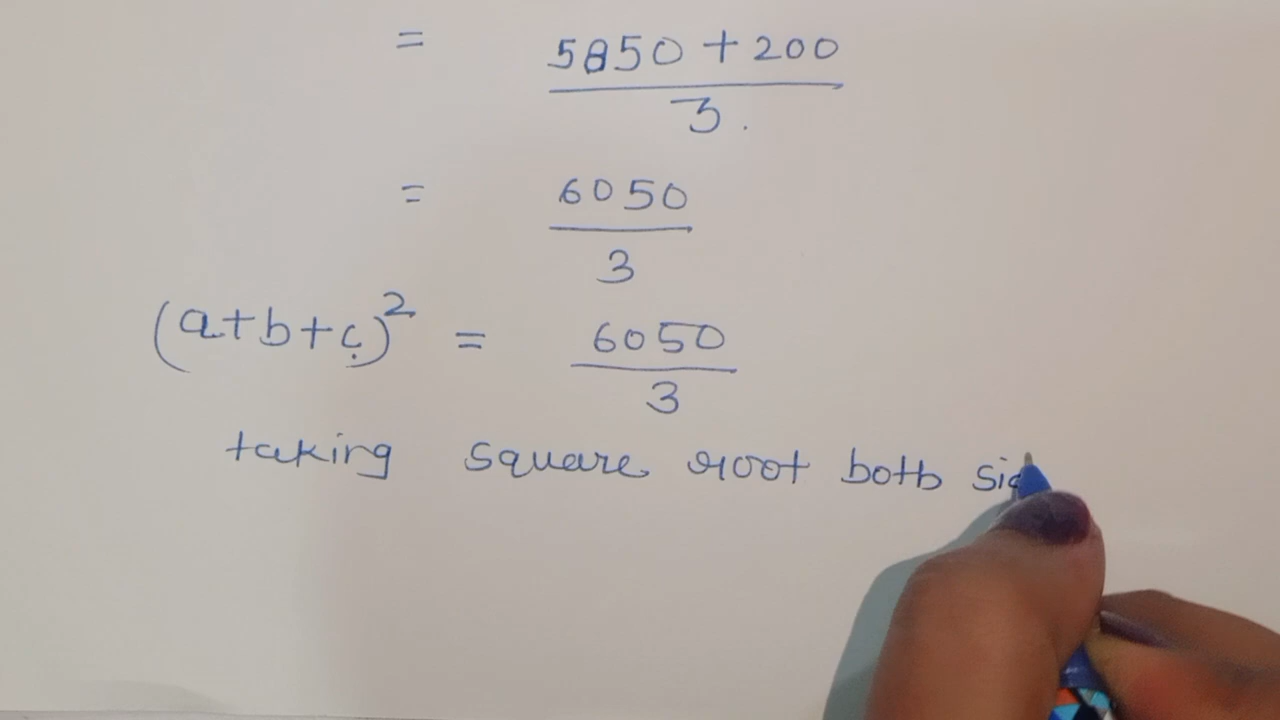 = 5850 + 200
3.
= 6050
3
(a+b+c)² = 6050
3
taking square root both